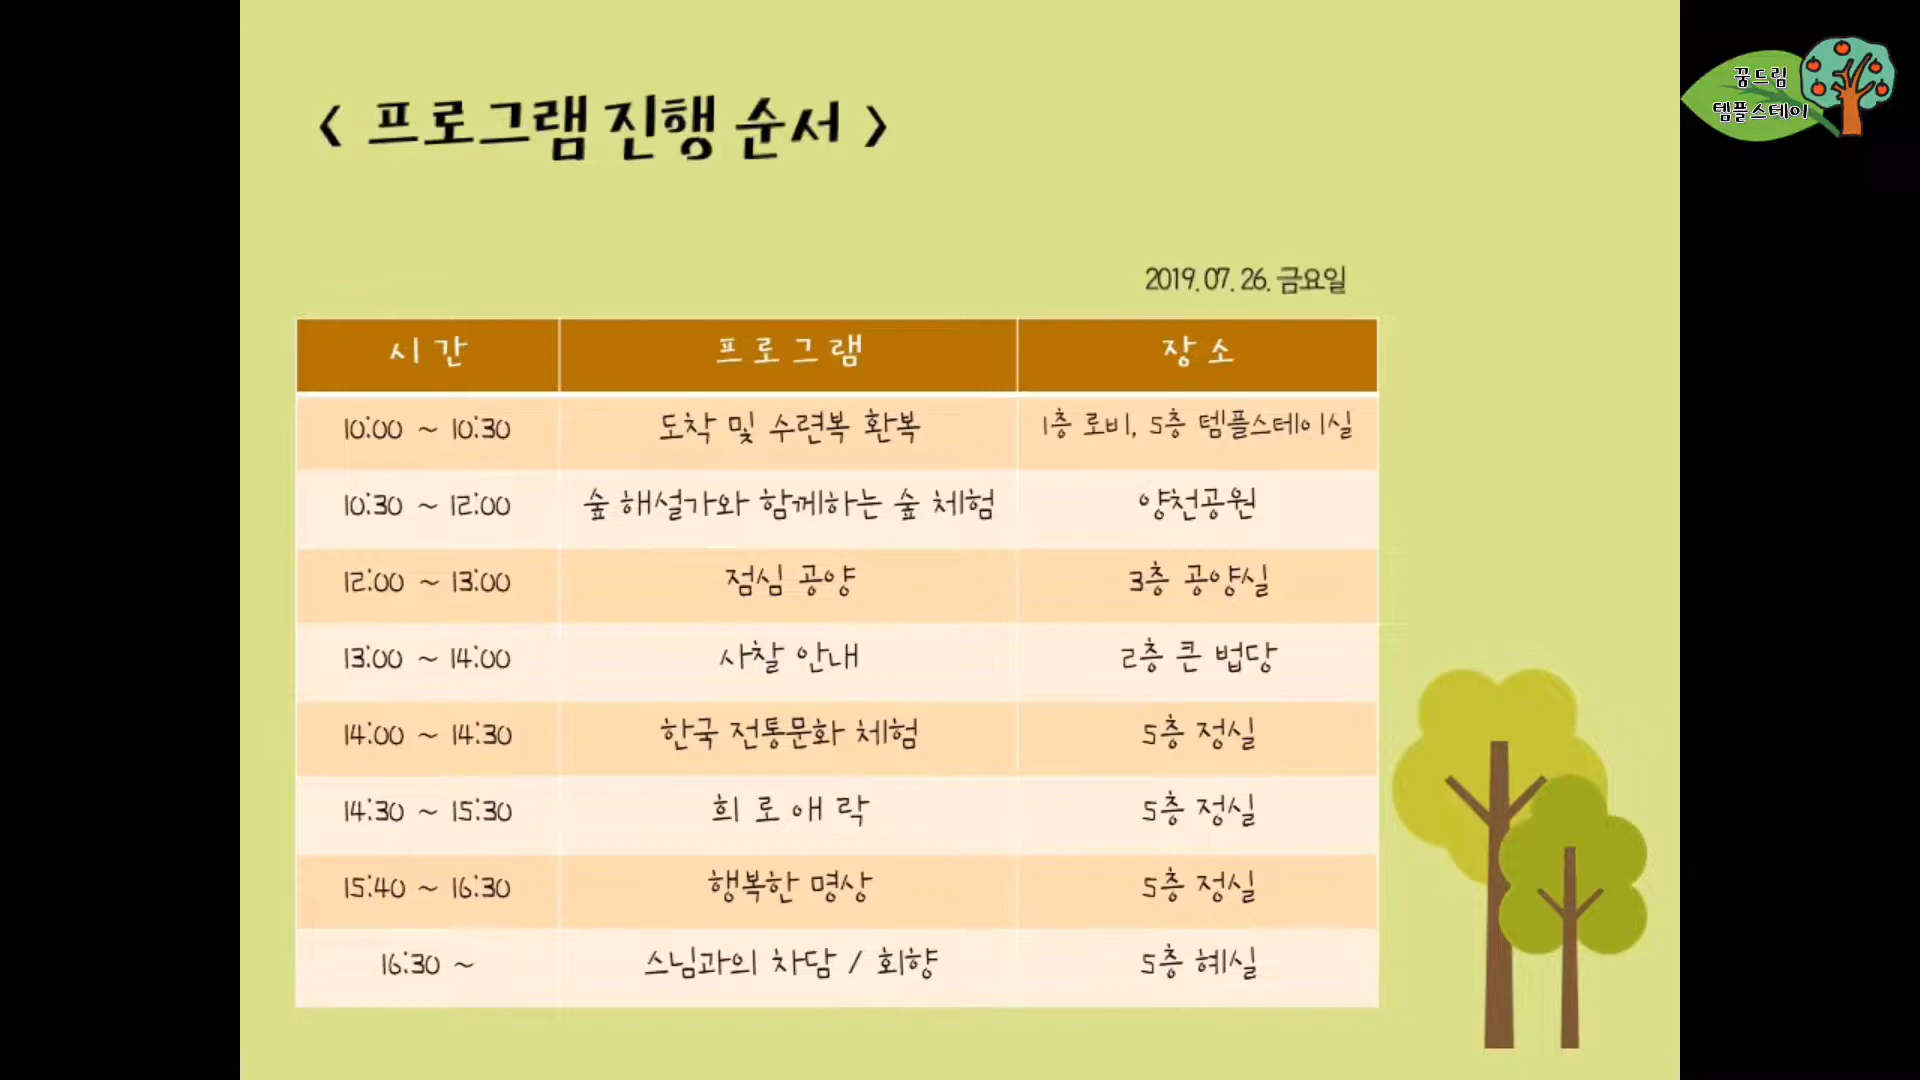 꿈드림
템플스테이
< 프로그램 진행 순서 >
2019. 07. 26. 금요일
시 간 프 로 그 램 장 소
10:00 ~ 10:30 도착 및 수련복 환복 1층 로비, 5층 템플스테이실
10:30 ~ 12:00 숲 해설가와 함께하는 숲 체험 양천공원
12:00 ~ 13:00 점심 공양 3층 공양실
13:00 ~ 14:00 사찰 안내 2층 큰 법당
14:00 ~ 14:30 한국 전통문화 체험 5층 정실
14:30 ~ 15:30 희 로 애 락 5층 정실
15:40 ~ 16:30 행복한 명상 5층 정실
16:30 ~ 스님과의 차담 / 회향 5층 혜실